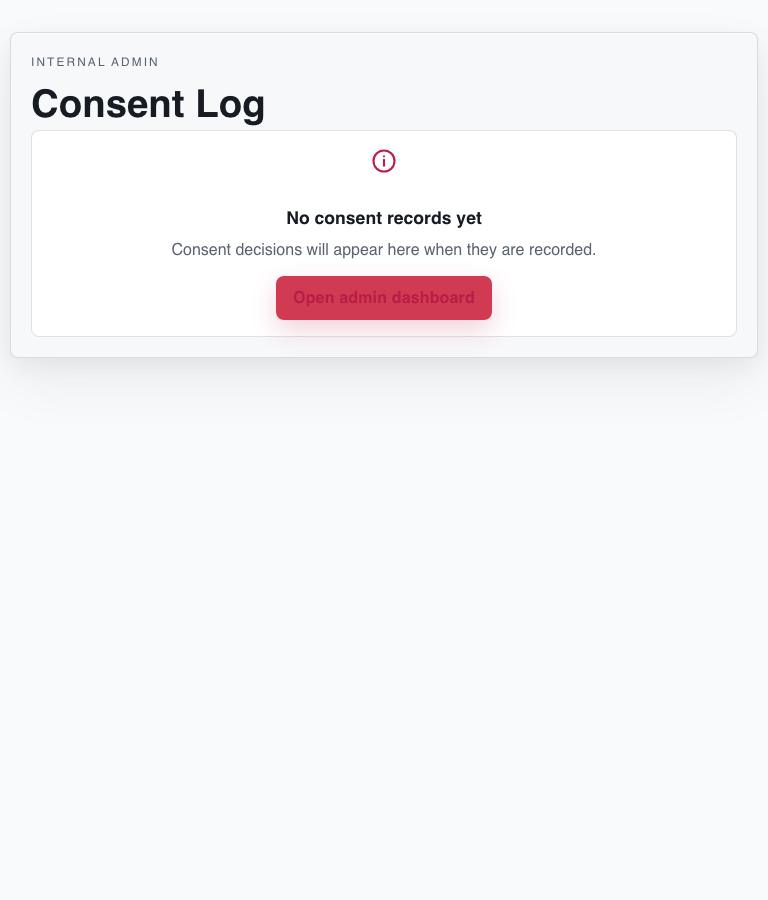 INTERNAL ADMIN
Consent Log
No consent records yet
Consent decisions will appear here when they are recorded.
Open admin dashboard